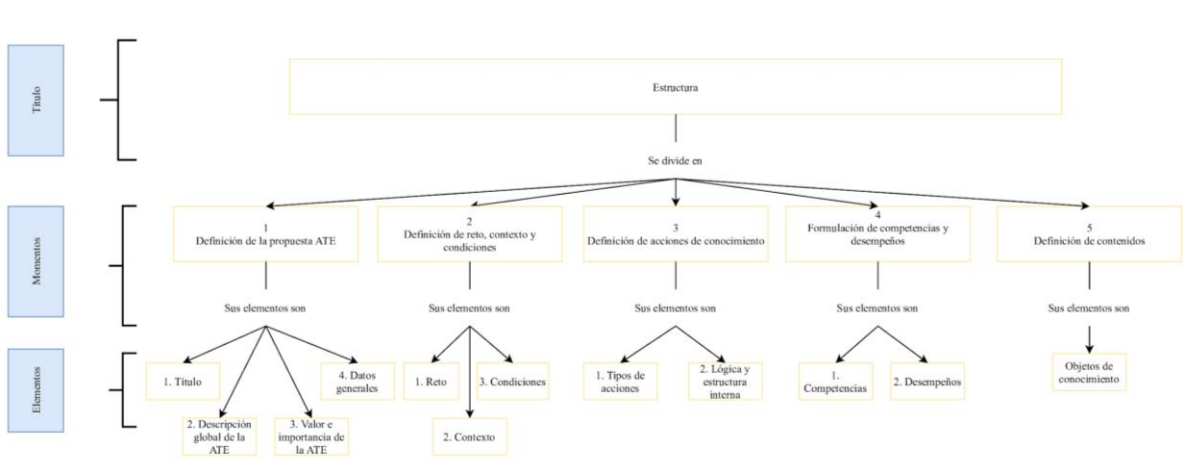 Título
Estructura
Se divide en
Momentos
1
Definición de la propuesta ATE
2
Definición de reto, contexto y
condiciones
3
Definición de acciones de conocimiento
4
Formulación de competencias y
desempeños
5
Definición de contenidos
Sus elementos son
Sus elementos son
Sus elementos son
Sus elementos son
Sus elementos son
Elementos
1. Título
2. Descripción
global de la
ATE
3. Valor e
importancia de
la ATE
4. Datos
generales
1. Reto
2. Contexto
3. Condiciones
1. Tipos de
acciones
2. Lógica y
estructura
interna
1.
Competencias
2. Desempeños
Objetos de
conocimiento